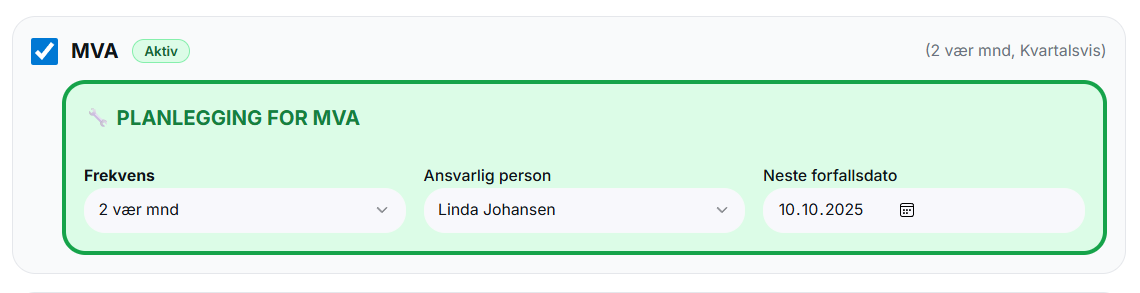 MVA Aktiv (2 vær mnd, Kvartalsvis)
PLANLEGGING FOR MVA
Frekvens Ansvarlig person Neste forfallsdato
2 vær mnd Linda Johansen 10.10.2025